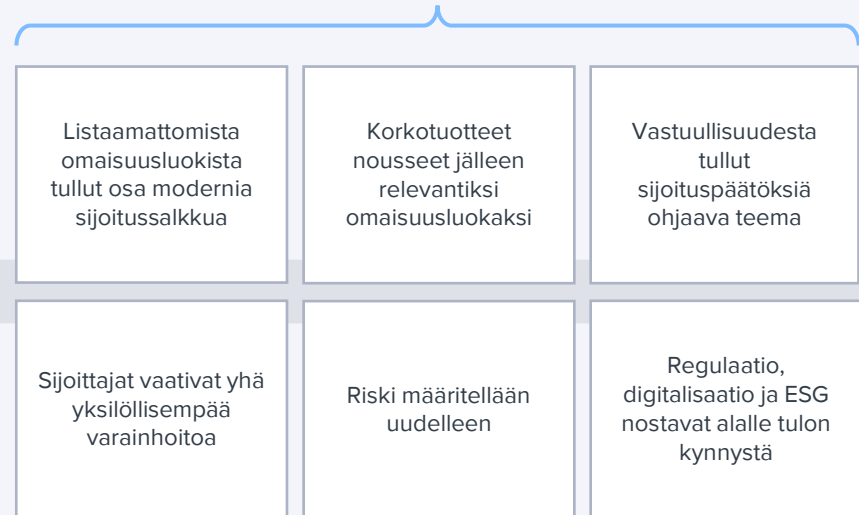 Listaamattomista
omaisuusluokista
tullut osa modernia
sijoitussalkkua
Korkotuotteet
nousseet jälleen
relevantiksi
omaisuusluokaksi
Vastuullisuudesta
tullut
sijoituspäätöksiä
ohjaava teema
Sijoittajat vaativat yhä
yksilöllisempää
varainhoitoa
Riski määritellään
uudelleen
Regulaatio,
digitalisaatio ja ESG
nostavat alalle tulon
kynnystä